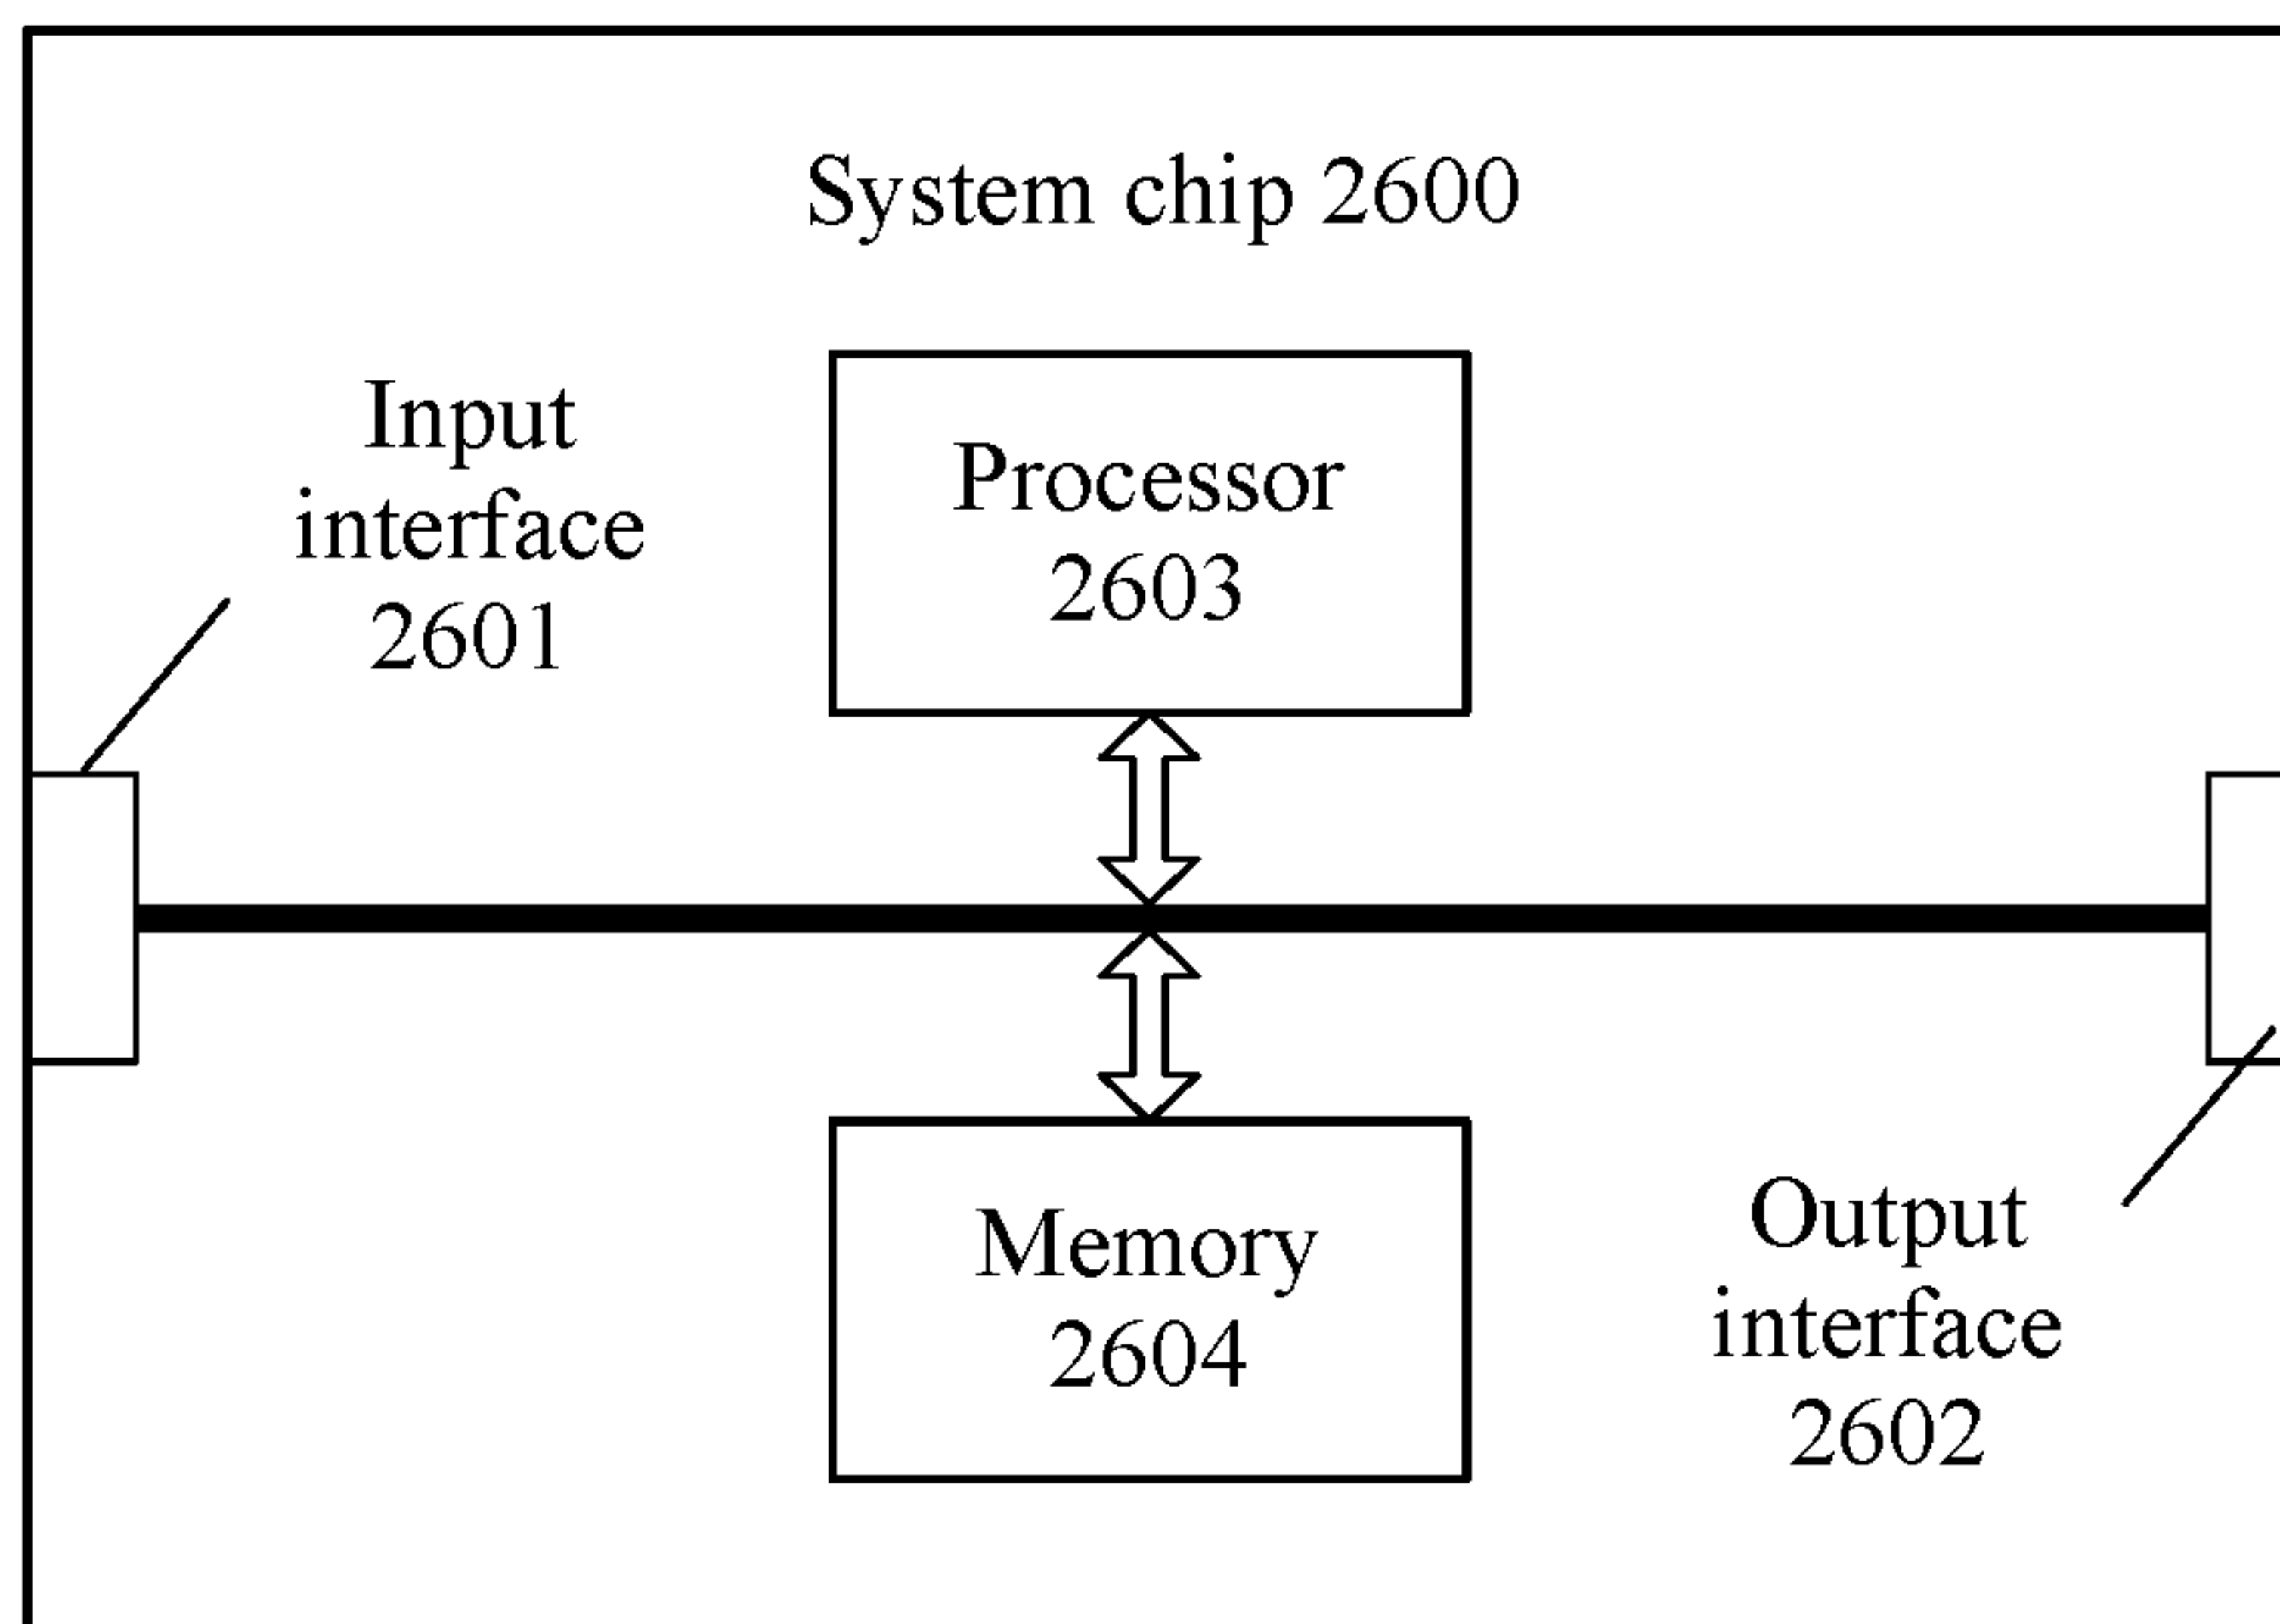 System chip 2600
Input
interface
2601
Processor
2603
Memory
2604
Output
interface
2602